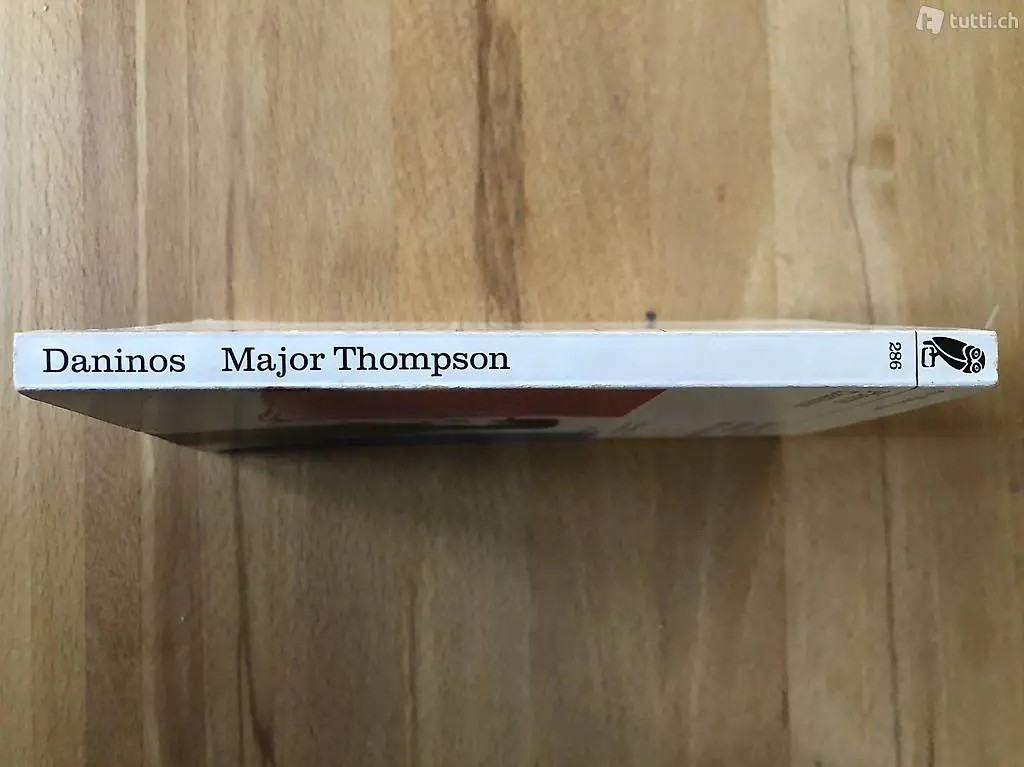 tutti.ch
Daninos Major Thompson
286